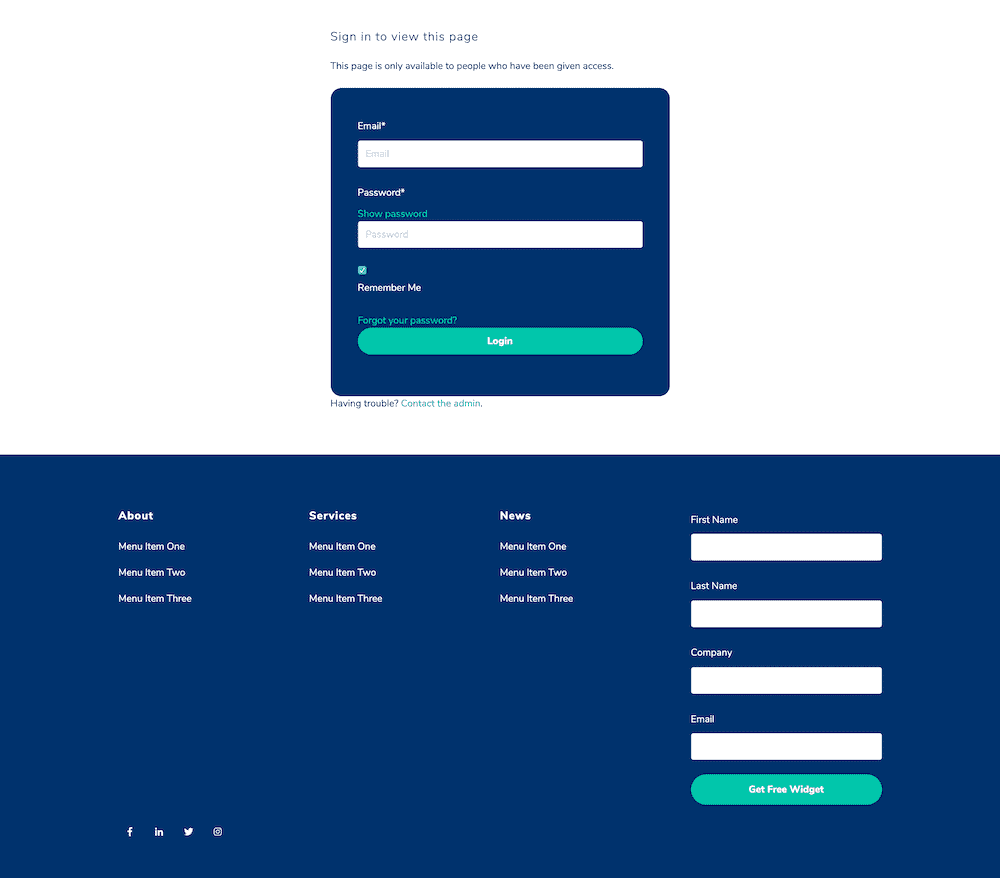 Sign in to view this page
This page is only available to people who have been given access.
Email*
Email
Password*
Show password
Password
Remember Me
Forgot your password?
Login
Having trouble? Contact the admin.
About
Menu Item One
Menu Item Two
Menu Item Three
Services
Menu Item One
Menu Item Two
Menu Item Three
News
Menu Item One
Menu Item Two
Menu Item Three
First Name
Last Name
Company
Email
Get Free Widget